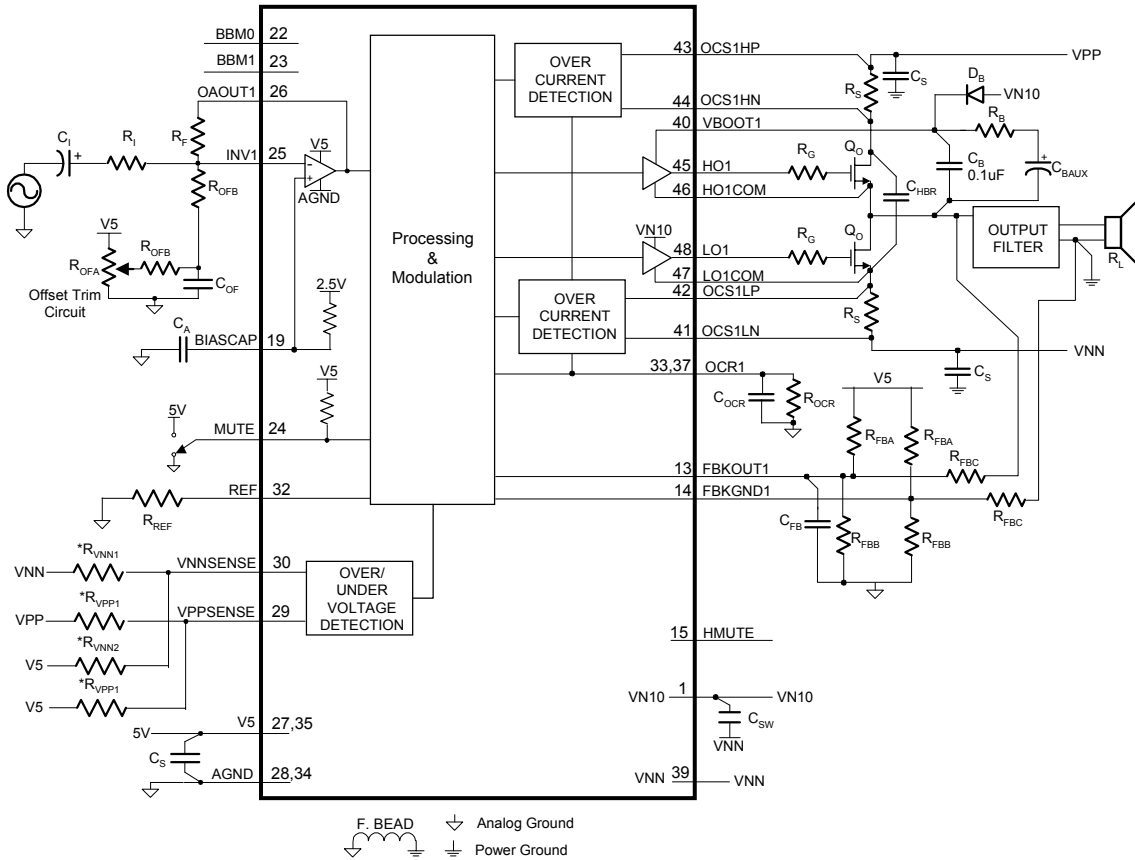 BBM0 22
BBM1 23
OAOUT1 26
C_I + R_I R_F INV1 25
V5
- +
AGND
R_OFB
V5
R_OFA R_OFB
C_OF
Offset Trim
Circuit
C_A BIASCAP 19
2.5V
V5
5V
MUTE 24
REF 32
R_REF
VNN *R_VNN1 VNNSENSE 30
VPP *R_VPP1 VPPSENSE 29
V5 *R_VNN2
V5 *R_VPP1
5V V5 27,35
C_S
AGND 28,34
Processing
&
Modulation
OVER
CURRENT
DETECTION
VN10
OVER
CURRENT
DETECTION
OVER/
UNDER
VOLTAGE
DETECTION
43 OCS1HP
VPP
R_S C_S
44 OCS1HN
D_B VN10
40 VBOOT1
R_B
C_B
0.1uF
+ C_BAUX
45 HO1 R_G Q_O
46 HO1COM
C_HBR
48 LO1 R_G Q_O
47 LO1COM
OUTPUT
FILTER
R_L
42 OCS1LP
R_S
41 OCS1LN
VNN
C_S
33,37 OCR1
C_OCR R_OCR
V5
R_FBA R_FBA
13 FBKOUT1 R_FBC
14 FBKGND1 R_FBC
C_FB R_FBB R_FBB
15 HMUTE
VN10 1 VN10
C_SW
VNN
VNN 39 VNN
F. BEAD
Analog Ground
Power Ground